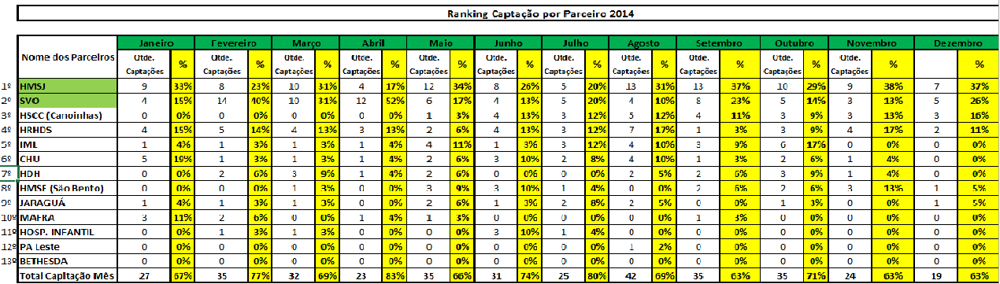 Ranking Captação por Parceiro 2014
Nome dos Parceiros Janeiro Fevereiro Março Abril Maio Junho Julho Agosto Setembro Outubro Novembro Dezembro
Qtde. Captações % Qtde. Captações % Qtde. Captações % Qtde. Captações % Qtde. Captações % Qtde. Captações % Qtde. Captações % Qtde. Captações % Qtde. Captações % Qtde. Captações % Qtde. Captações % %
1º HMSJ 9 33% 8 23% 10 31% 4 17% 12 34% 8 26% 5 20% 13 31% 13 37% 10 29% 9 38% 7 37%
2º SVO 4 15% 14 40% 10 31% 12 52% 6 17% 4 13% 5 20% 4 10% 8 23% 5 14% 3 13% 5 26%
3º HSCC (Canoinhas) 0 0% 0 0% 0 0% 0 0% 1 3% 4 13% 3 12% 5 12% 4 11% 3 9% 3 13% 3 16%
4º HRHDS 4 15% 5 14% 4 13% 3 13% 2 6% 4 13% 3 12% 7 17% 1 3% 3 9% 4 17% 2 11%
5º IML 1 4% 1 3% 1 3% 1 4% 4 11% 1 3% 3 12% 4 10% 3 9% 6 17% 0 0% 0 0%
6º CHU 5 19% 1 3% 1 3% 1 4% 2 6% 3 10% 2 8% 4 10% 1 3% 2 6% 1 4% 0 0%
7º HDH 0 0% 2 6% 3 9% 1 4% 2 6% 0 0% 0 0% 2 5% 2 6% 3 9% 1 4% 0 0%
8º HMSF (São Bento) 0 0% 0 0% 1 3% 0 0% 3 9% 3 10% 1 4% 0 0% 2 6% 2 6% 3 13% 1 5%
9º JARAGUÁ 1 4% 1 3% 1 3% 0 0% 2 6% 1 3% 2 8% 2 5% 0 0% 1 3% 0 0% 1 5%
10º MAFRA 3 11% 2 6% 0 0% 1 4% 1 3% 0 0% 0 0% 0 0% 1 3% 0 0% 0 0% 0 0%
11º HOSP. INFANTIL 0 0% 1 3% 1 3% 0 0% 0 0% 3 10% 1 4% 0 0% 0 0% 0 0% 0 0% 0 0%
12º PA Leste 0 0% 0 0% 0 0% 0 0% 0 0% 0 0% 0 0% 1 2% 0 0% 0 0% 0 0% 0 0%
13º BETHESDA 0 0% 0 0% 0 0% 0 0% 0 0% 0 0% 0 0% 0 0% 0 0% 0 0% 0 0% 0 0%
Total Capitação Mês 27 67% 35 77% 32 69% 23 83% 35 66% 31 74% 25 80% 42 69% 35 63% 35 71% 24 63% 19 63%